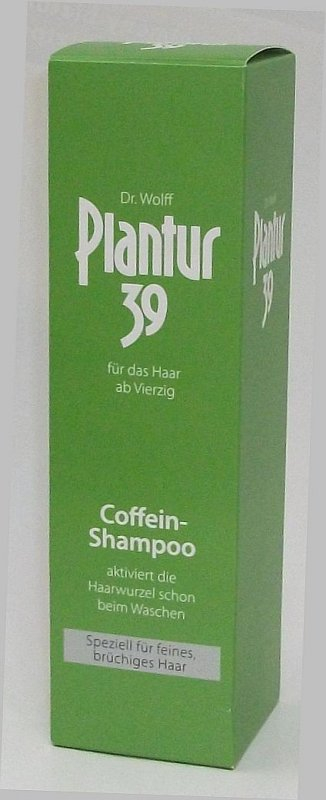 39
Dr. Wolff
Plantur
39
für das Haar
ab Vierzig
Coffein-
Shampoo
aktiviert die
Haarwurzel schon
beim Waschen
Speziell für feines,
brüchiges Haar
Plantur
39